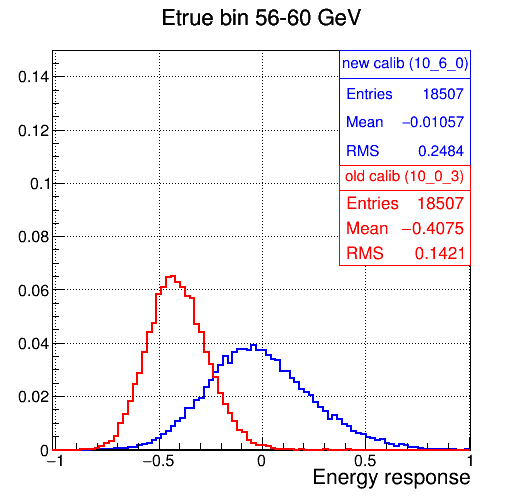 Etrue bin 56-60 GeV
new calib (10_6_0)
Entries 18507
Mean −0.01057
RMS 0.2484
old calib (10_0_3)
Entries 18507
Mean −0.4075
RMS 0.1421
0.14
0.12
0.1
0.08
0.06
0.04
0.02
0
−1 −0.5 0 0.5 1
Energy response